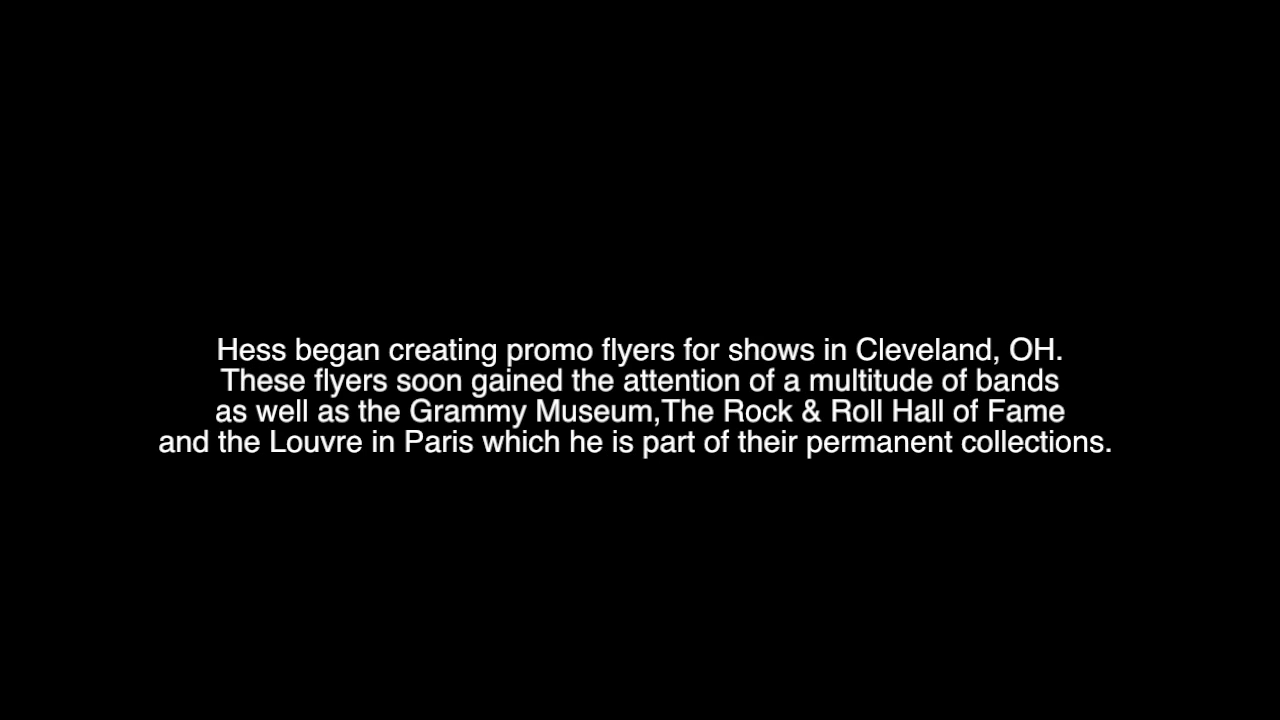 Hess began creating promo flyers for shows in Cleveland, OH.
These flyers soon gained the attention of a multitude of bands
as well as the Grammy Museum,The Rock & Roll Hall of Fame
and the Louvre in Paris which he is part of their permanent collections.